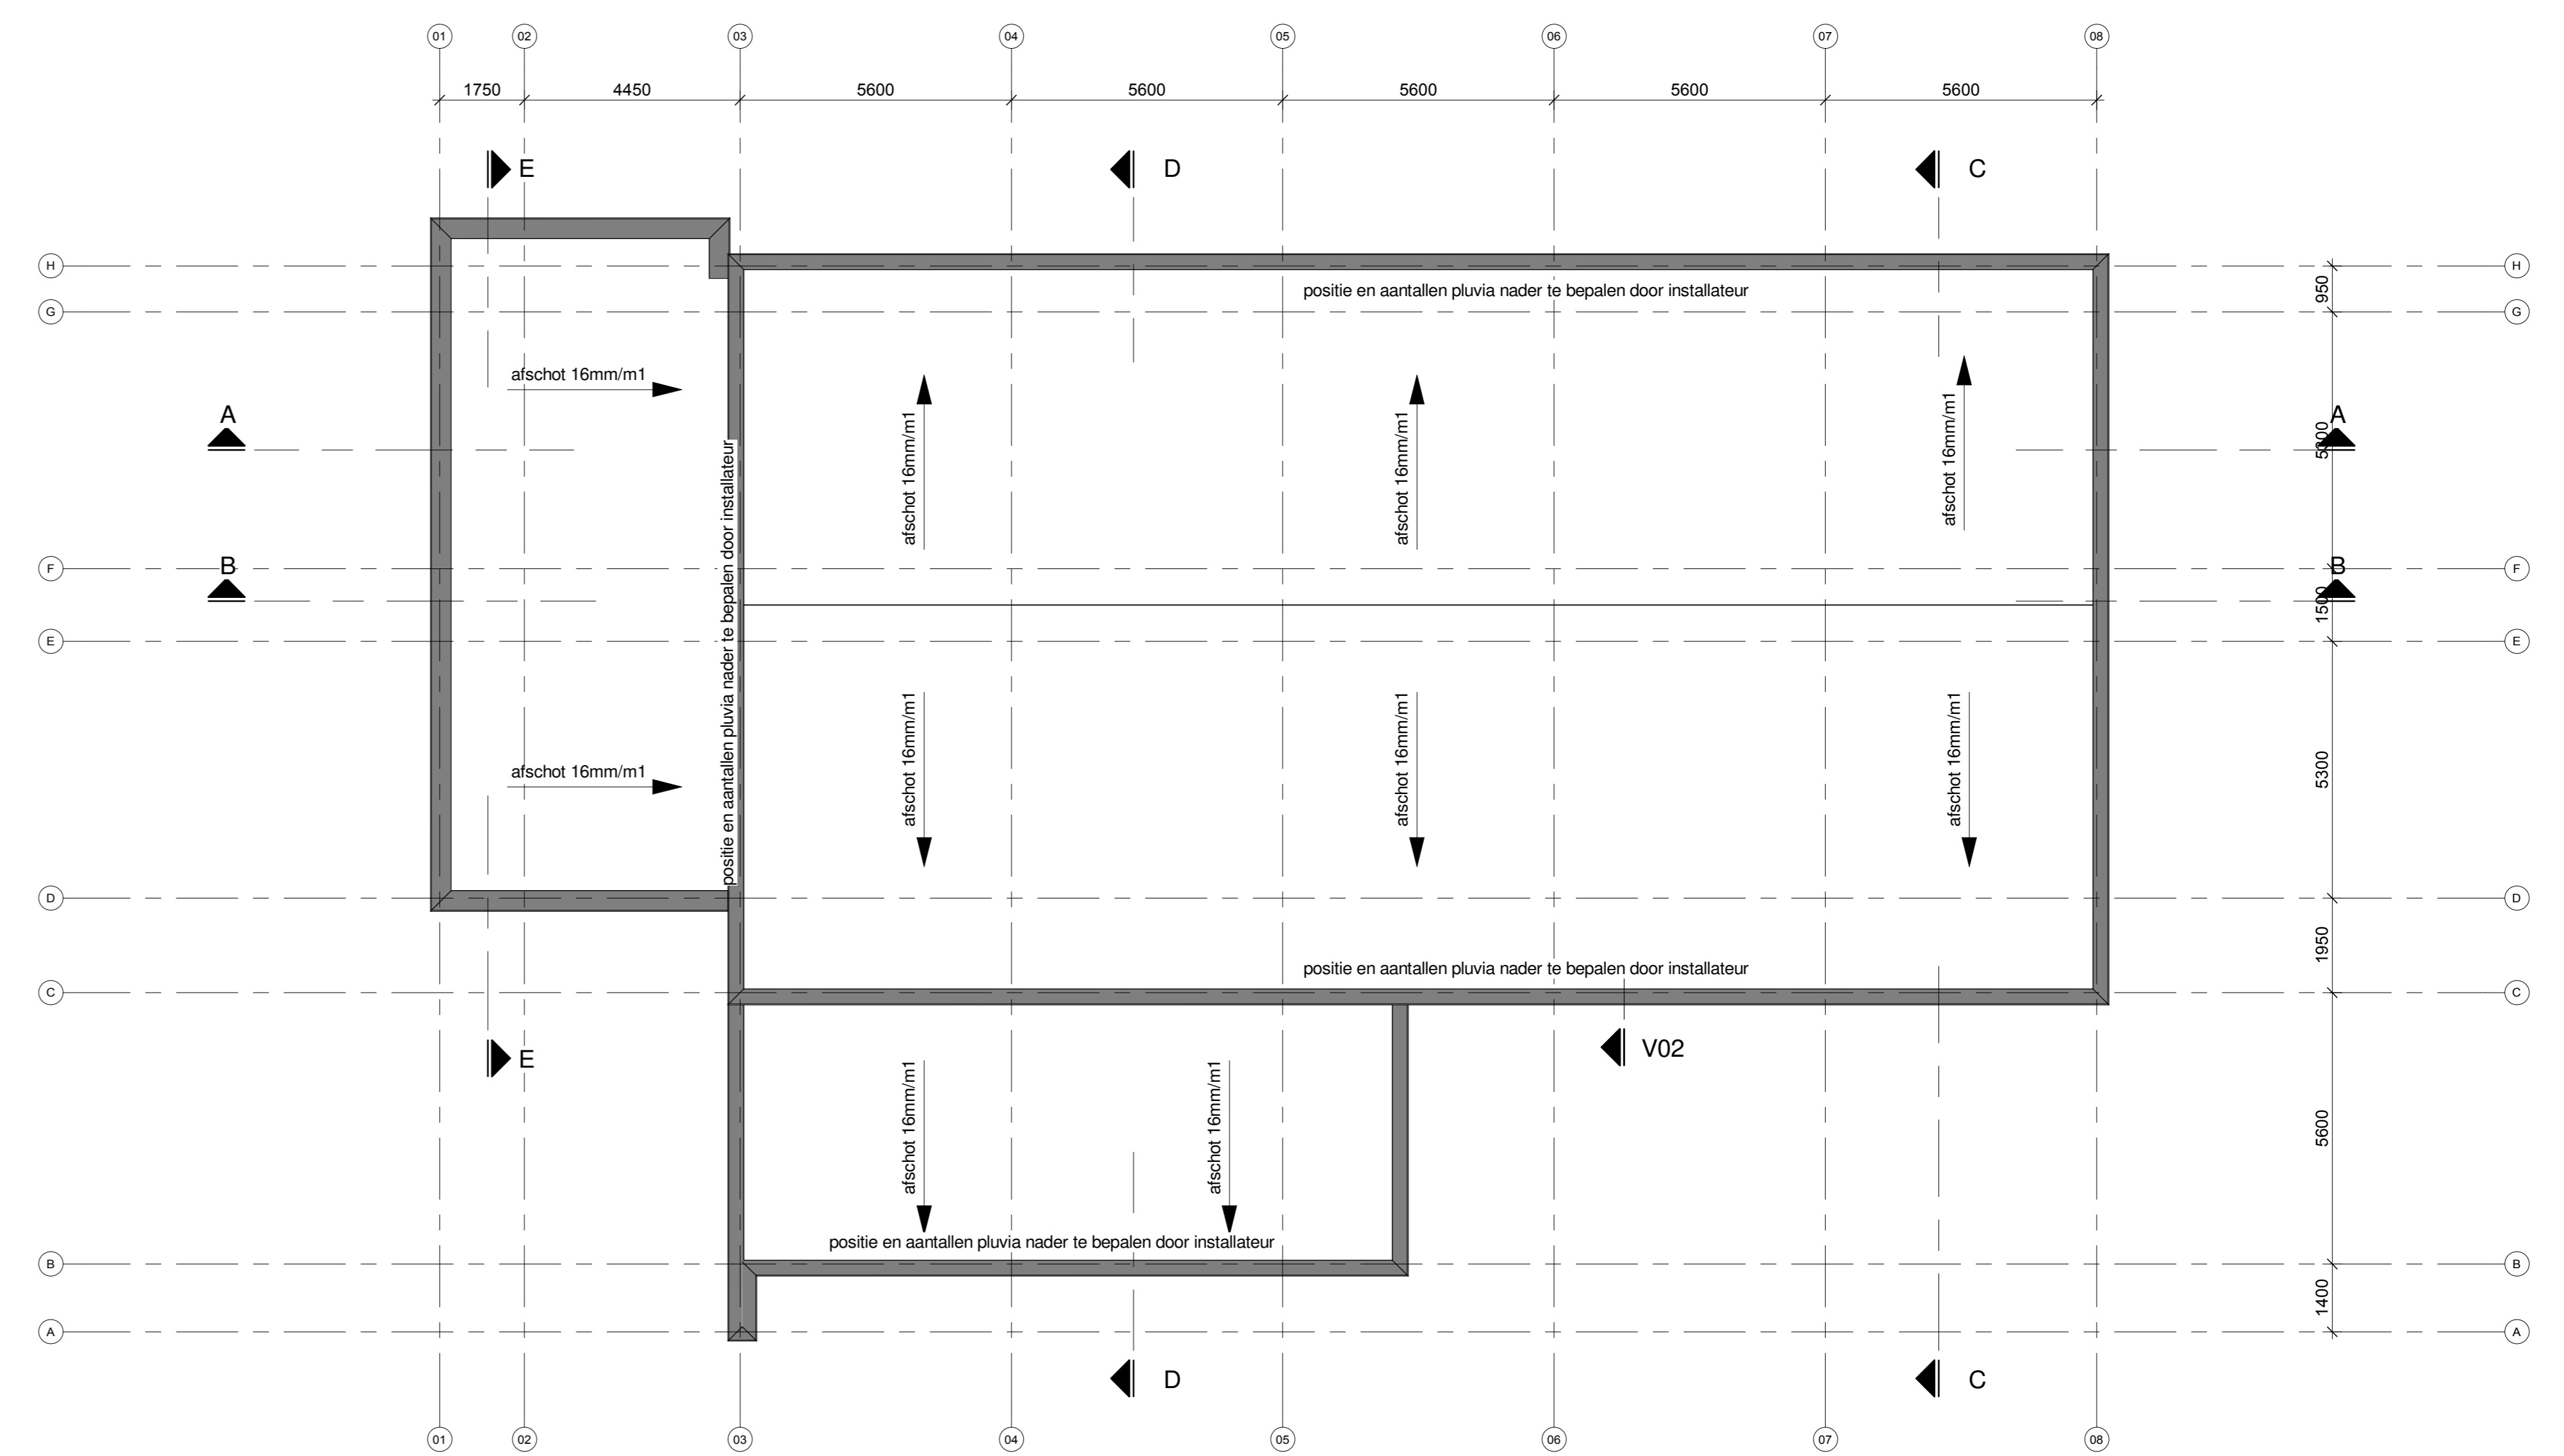 01 02 03 04 05 06 07 08
1750 4450 5600 5600 5600 5600 5600
E D C
H H
950
positie en aantallen pluvia nader te bepalen door installateur
G G
afschot 16mm/m1
afschot 16mm/m1
afschot 16mm/m1
afschot 16mm/m1
A A
5300
positie en aantallen pluvia nader te bepalen door installateur
F F
B B
1500
E E
afschot 16mm/m1
afschot 16mm/m1
afschot 16mm/m1
afschot 16mm/m1
5300
D D
1950
positie en aantallen pluvia nader te bepalen door installateur
C C
E V02
afschot 16mm/m1
afschot 16mm/m1
5600
positie en aantallen pluvia nader te bepalen door installateur
B B
1400
A A
D C
01 02 03 04 05 06 07 08